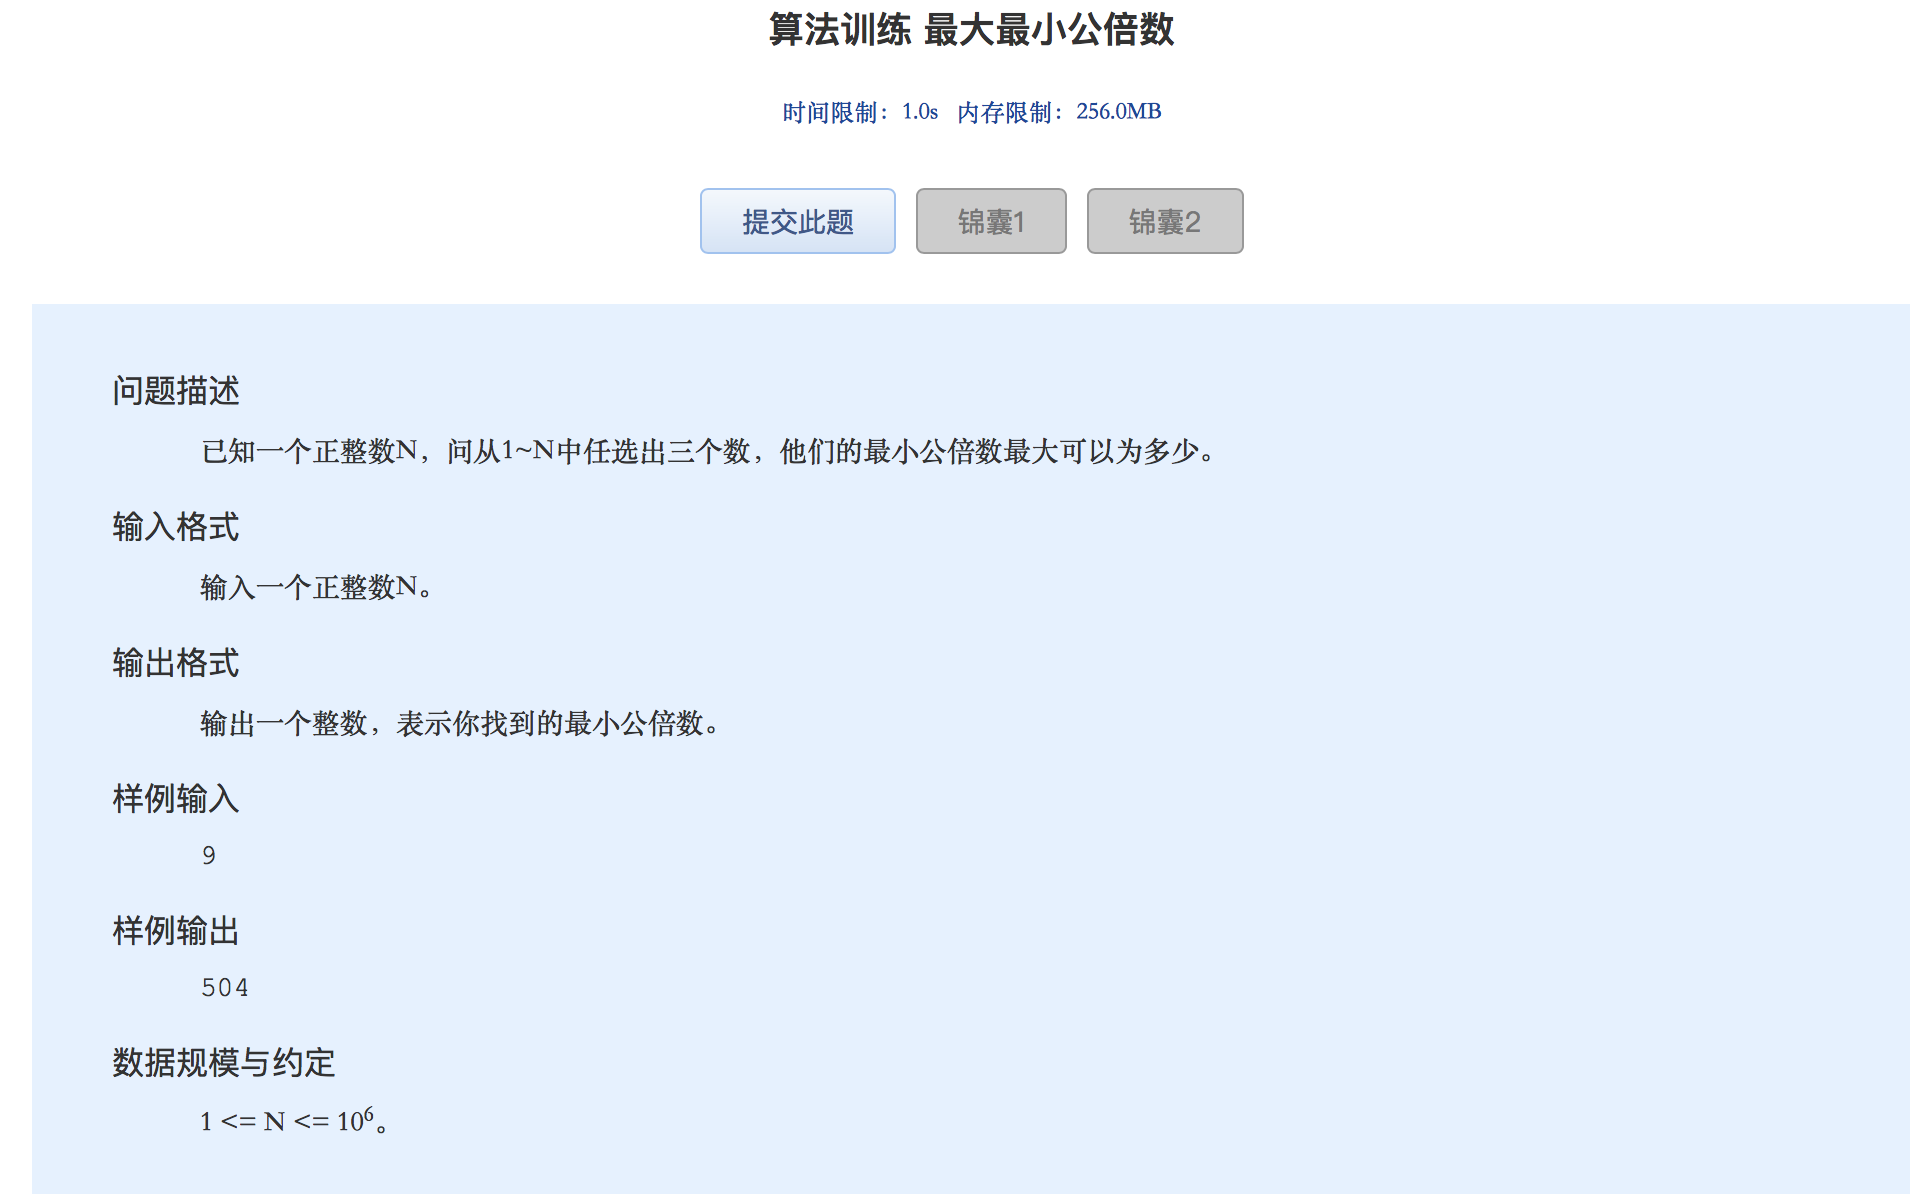 算法训练 最大最小公倍数
时间限制：1.0s 内存限制：256.0MB
提交此题 锦囊1 锦囊2
问题描述
已知一个正整数N，问从1~N中任选出三个数，他们的最小公倍数最大可以为多少。
输入格式
输入一个正整数N。
输出格式
输出一个整数，表示你找到的最小公倍数。
样例输入
9
样例输出
504
数据规模与约定
1 <= N <= 10⁶。